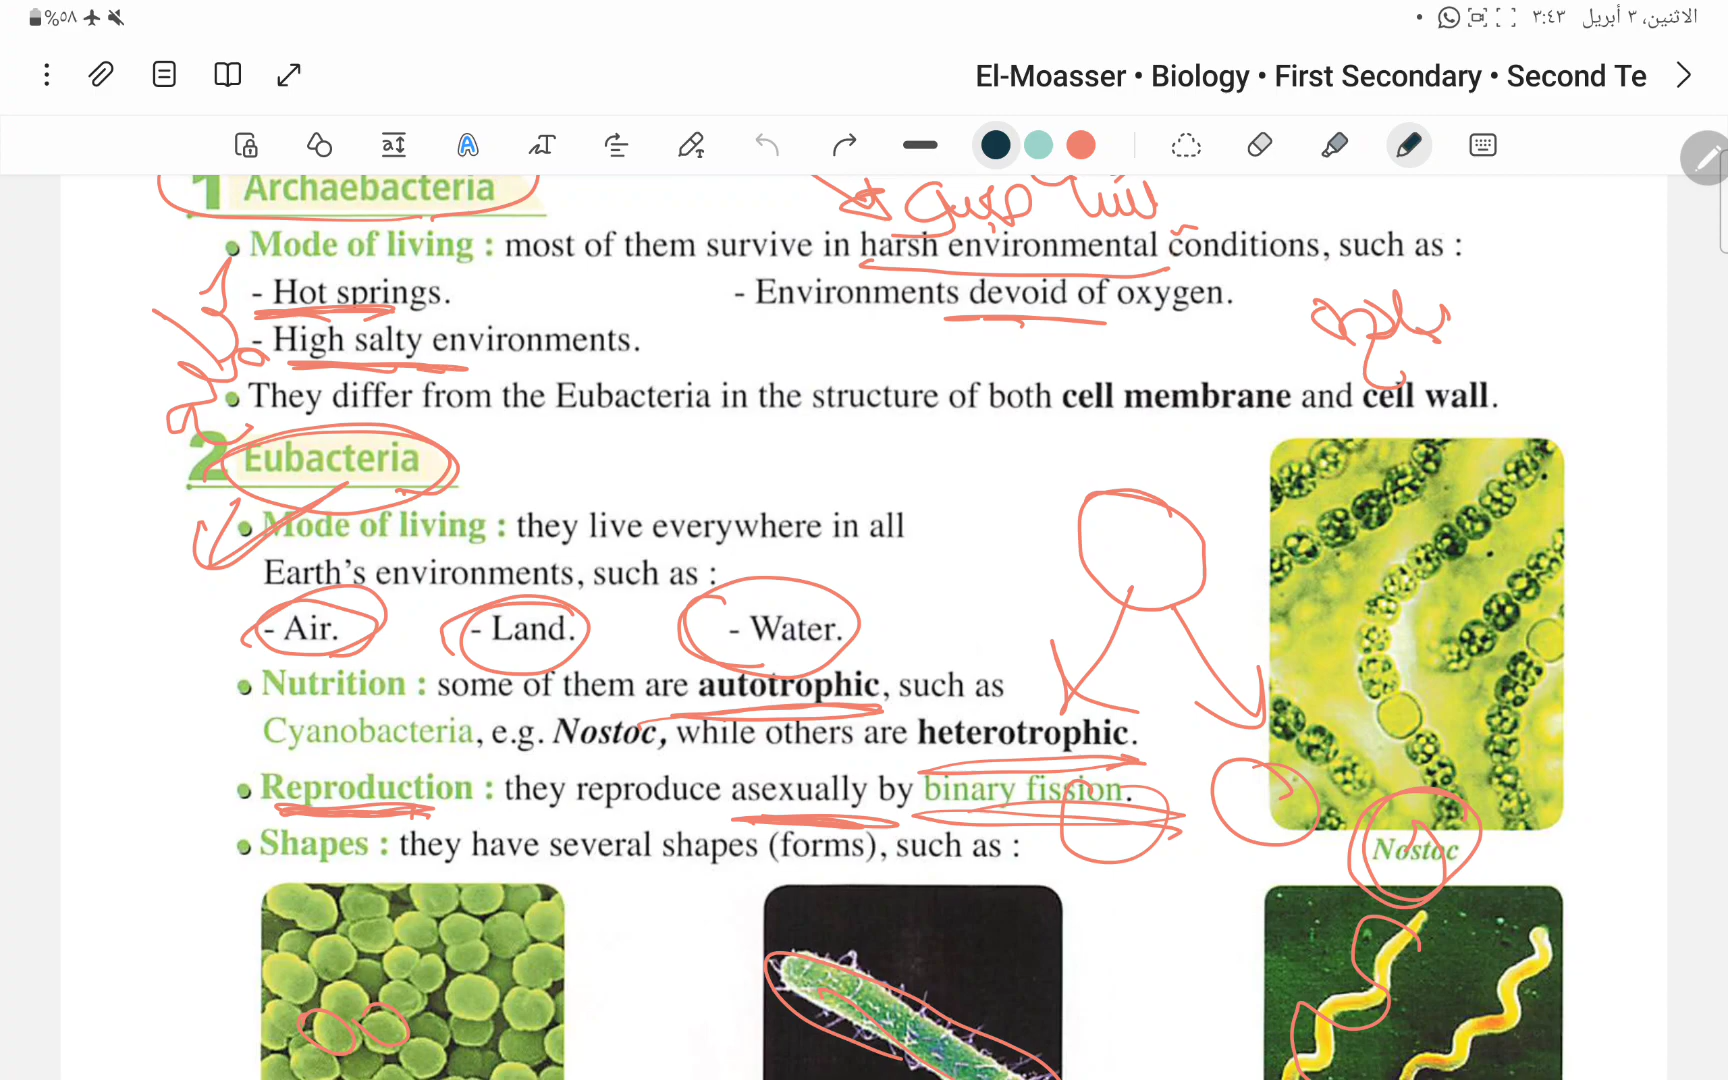 %٥٨
الاثنين، ٣ أبريل ٣:٤٣
El-Moasser • Biology • First Secondary • Second Te
1 Archaebacteria
• Mode of living : most of them survive in harsh environmental conditions, such as :
- Hot springs. - Environments devoid of oxygen.
- High salty environments.
• They differ from the Eubacteria in the structure of both cell membrane and cell wall.
2 Eubacteria
• Mode of living : they live everywhere in all
Earth's environments, such as :
- Air. - Land. - Water.
• Nutrition : some of them are autotrophic, such as
Cyanobacteria, e.g. Nostoc, while others are heterotrophic.
• Reproduction : they reproduce asexually by binary fission.
• Shapes : they have several shapes (forms), such as :
Nostoc